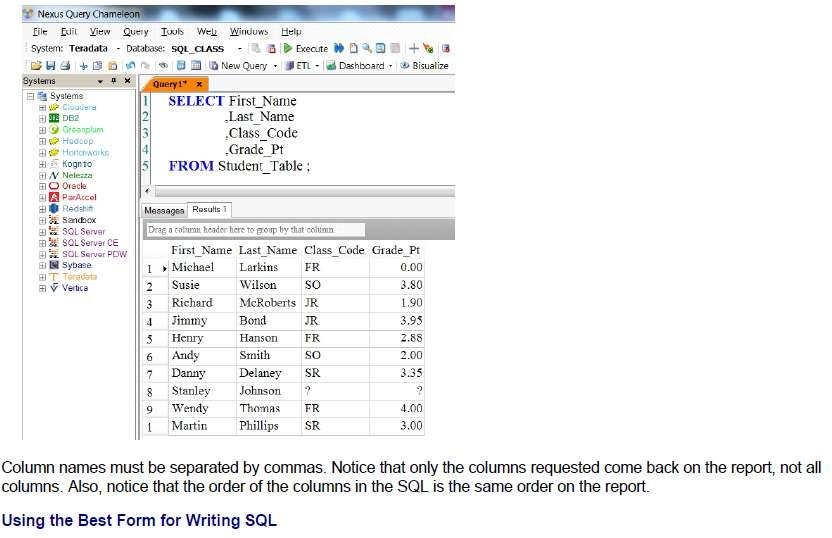 Nexus Query Chameleon
File Edit View Query Tools Web Windows Help
System: Teradata - Database: SQL_CLASS - Execute
New Query - ETL - Dashboard - Bisualize
Systems
Query1* x
Systems
Cloudera
DB2
Greenplum
Hadoop
Hortonworks
Kognitio
Netezza
Oracle
ParAccel
Redshift
Sandbox
SQL Server
SQL Server CE
SQL Server PDW
Sybase
Teradata
Vertica
1 SELECT First_Name
2 ,Last_Name
3 ,Class_Code
4 ,Grade_Pt
5 FROM Student_Table ;
Messages Results 1
Drag a column header here to group by that column
First_Name Last_Name Class_Code Grade_Pt
1 Michael Larkins FR 0.00
2 Susie Wilson SO 3.80
3 Richard McRoberts JR 1.90
4 Jimmy Bond JR 3.95
5 Henry Hanson FR 2.88
6 Andy Smith SO 2.00
7 Danny Delaney SR 3.35
8 Stanley Johnson ? ?
9 Wendy Thomas FR 4.00
1 Martin Phillips SR 3.00
Column names must be separated by commas. Notice that only the columns requested come back on the report, not all
columns. Also, notice that the order of the columns in the SQL is the same order on the report.
Using the Best Form for Writing SQL